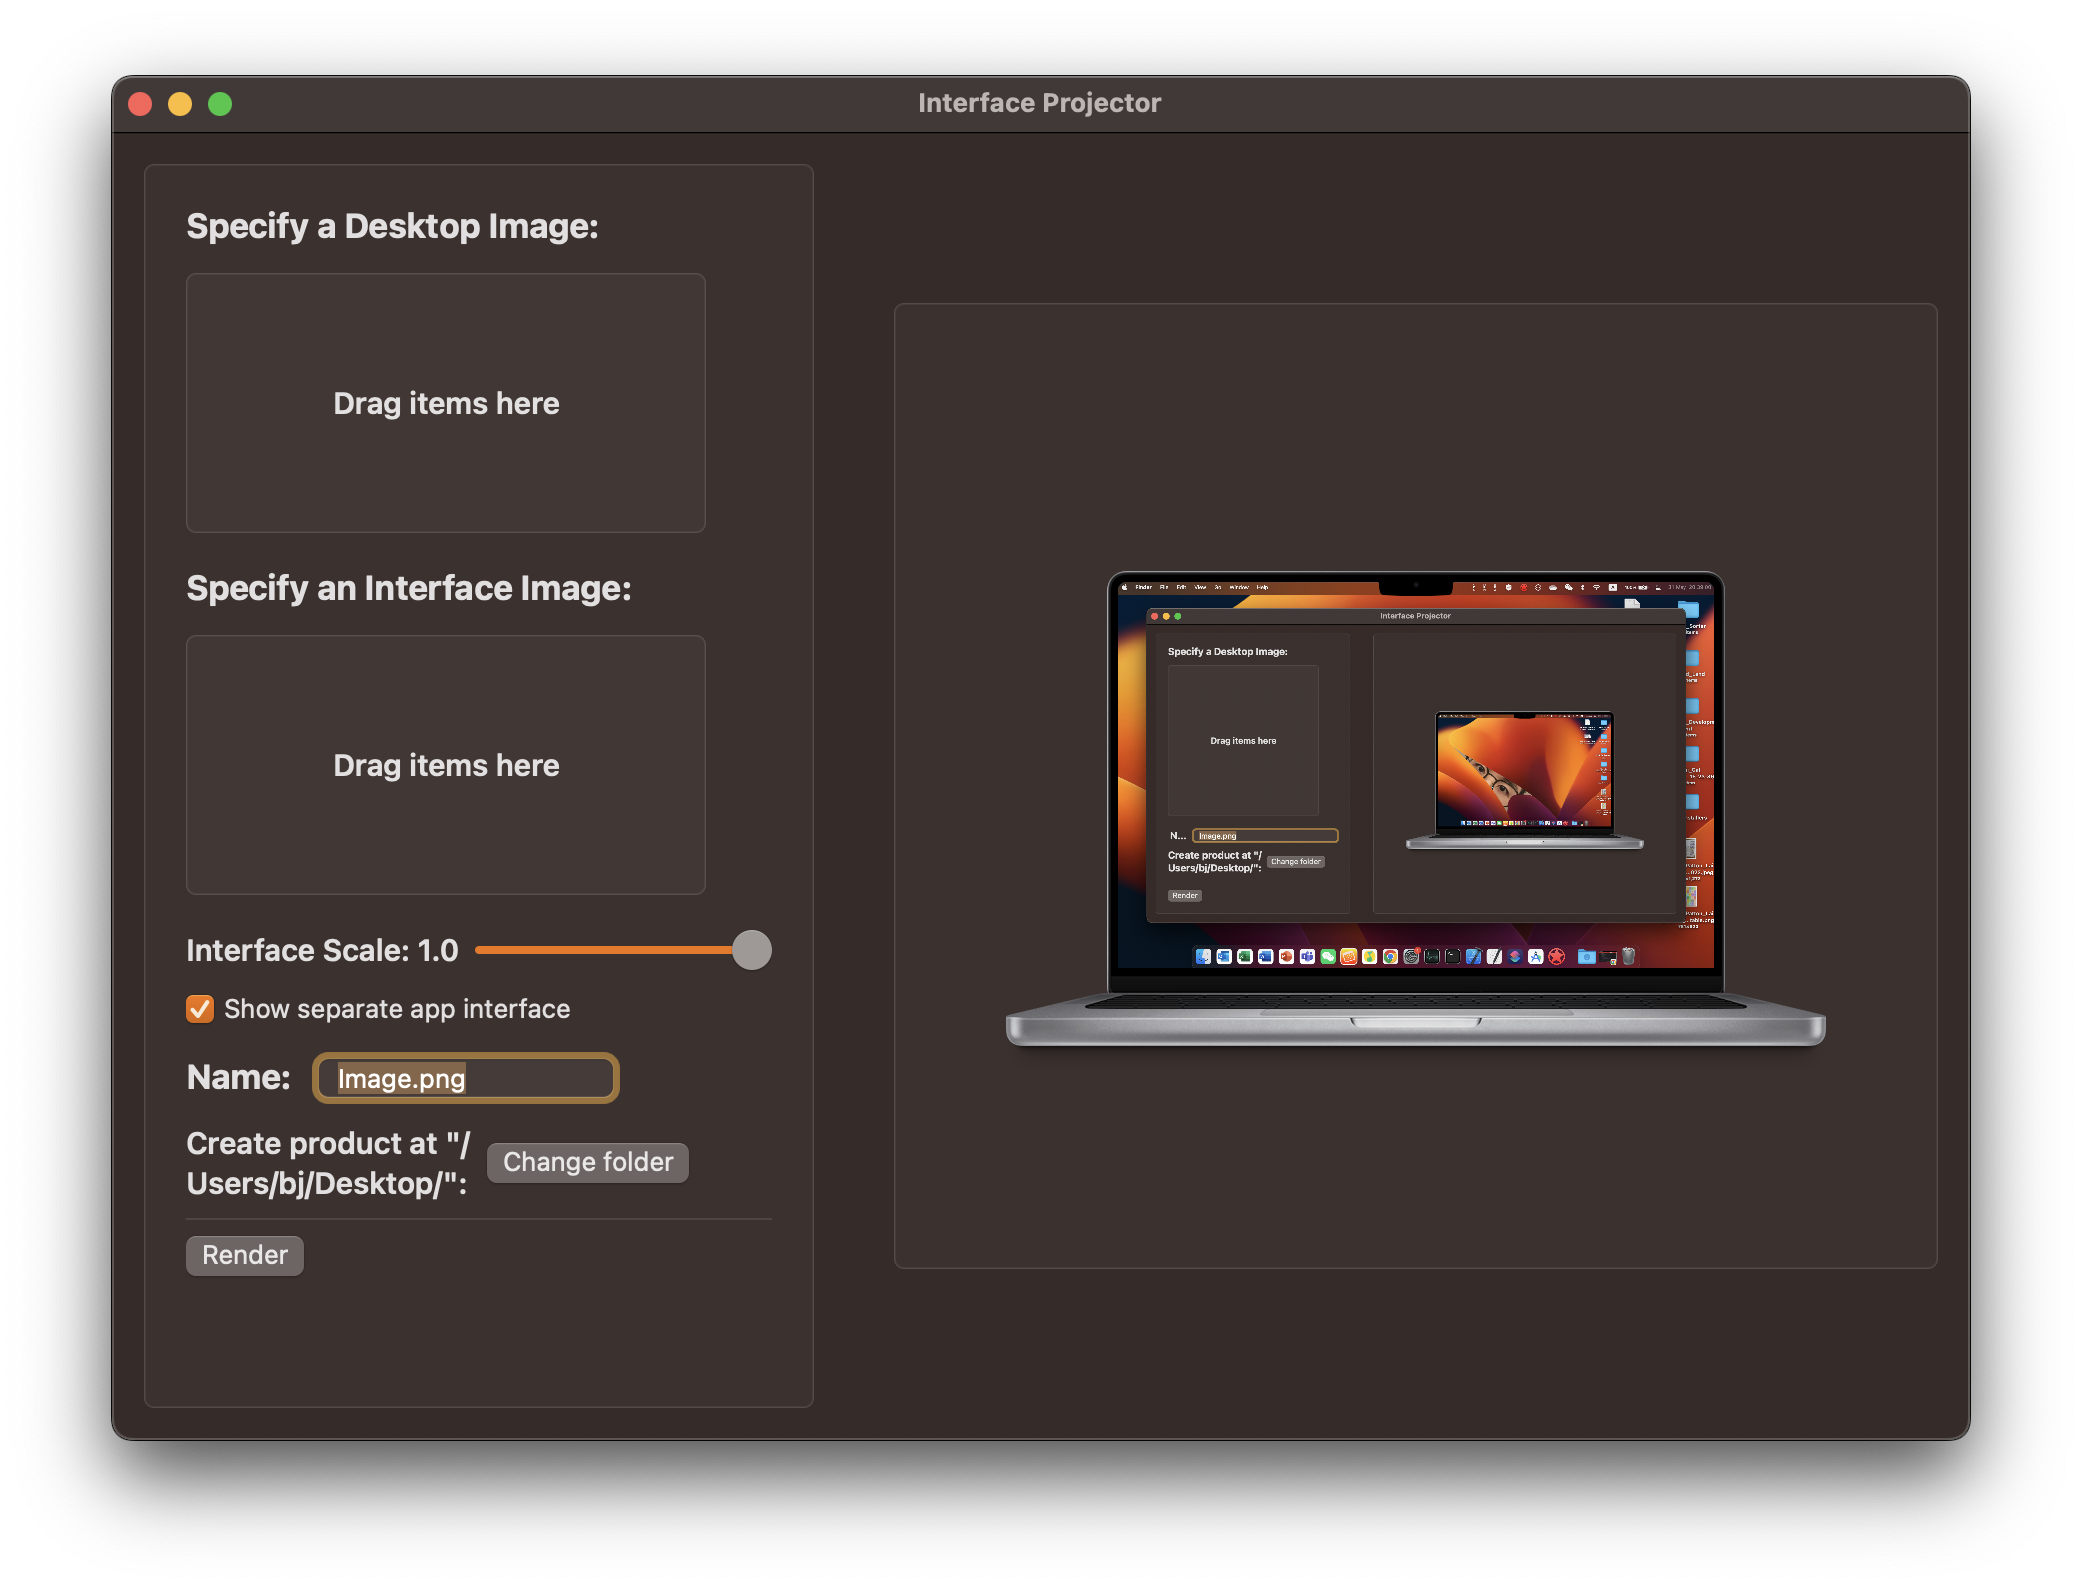 Interface Projector
Specify a Desktop Image:
Drag items here
Specify an Interface Image:
Drag items here
Interface Scale: 1.0
Show separate app interface
Name: Image.png
Create product at "/
Users/bj/Desktop/":
Change folder
Render
Finder File Edit View Go Window Help
Interface Projector
Specify a Desktop Image:
Drag items here
N... Image.png
Create product at "/
Users/bj/Desktop/":
Change folder
Render